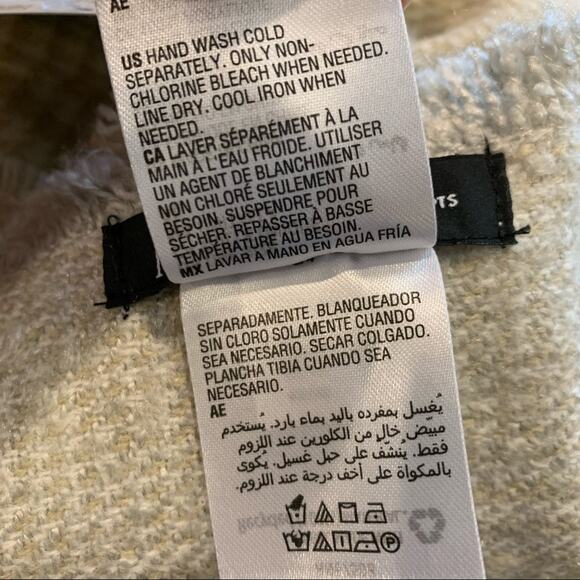 AE
US HAND WASH COLD
SEPARATELY. ONLY NON-
CHLORINE BLEACH WHEN NEEDED.
LINE DRY. COOL IRON WHEN
NEEDED.
CA LAVER SÉPARÉMENT À LA
MAIN À L'EAU FROIDE. UTILISER
UN AGENT DE BLANCHIMENT
NON CHLORÉ SEULEMENT AU
BESOIN. SUSPENDRE POUR
SÉCHER. REPASSER À BASSE
TEMPÉRATURE AU BESOIN.
MX LAVAR A MANO EN AGUA FRÍA
SEPARADAMENTE. BLANQUEADOR
SIN CLORO SOLAMENTE CUANDO
SEA NECESARIO. SECAR COLGADO.
PLANCHA TIBIA CUANDO SEA
NECESARIO.
AE
يُغسل بمفرده باليد بماء بارد. يُستخدم
مبيّض خالٍ من الكلورين عند اللزوم
فقط. يُنشّف على حبل غسيل. يُكوى
بالمكواة على أخف درجة عند اللزوم.